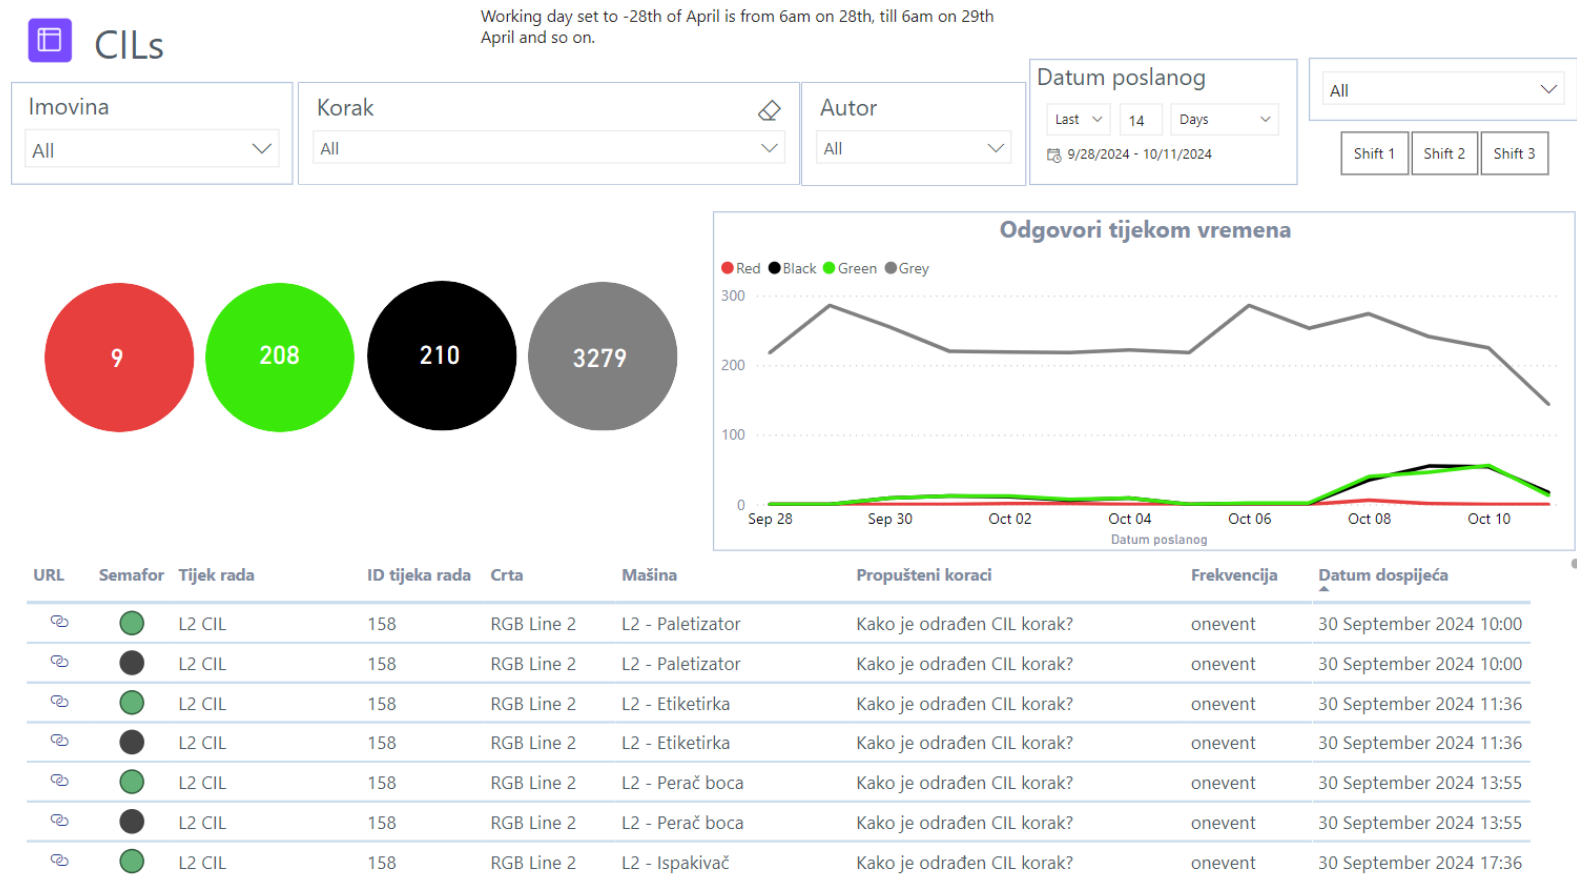 Working day set to -28th of April is from 6am on 28th, till 6am on 29th
April and so on.
CILs
Imovina
All
Korak
All
Autor
All
Datum poslanog
Last 14 Days
9/28/2024 - 10/11/2024
All
Shift 1 Shift 2 Shift 3
9 208 210 3279
Odgovori tijekom vremena
Red Black Green Grey
300
200
100
0
Sep 28 Sep 30 Oct 02 Oct 04 Oct 06 Oct 08 Oct 10
Datum poslanog
URL Semafor Tijek rada ID tijeka rada Crta Mašina Propušteni koraci Frekvencija Datum dospijeća
L2 CIL 158 RGB Line 2 L2 - Paletizator Kako je odrađen CIL korak? onevent 30 September 2024 10:00
L2 CIL 158 RGB Line 2 L2 - Paletizator Kako je odrađen CIL korak? onevent 30 September 2024 10:00
L2 CIL 158 RGB Line 2 L2 - Etiketirka Kako je odrađen CIL korak? onevent 30 September 2024 11:36
L2 CIL 158 RGB Line 2 L2 - Etiketirka Kako je odrađen CIL korak? onevent 30 September 2024 11:36
L2 CIL 158 RGB Line 2 L2 - Perač boca Kako je odrađen CIL korak? onevent 30 September 2024 13:55
L2 CIL 158 RGB Line 2 L2 - Perač boca Kako je odrađen CIL korak? onevent 30 September 2024 13:55
L2 CIL 158 RGB Line 2 L2 - Ispakivač Kako je odrađen CIL korak? onevent 30 September 2024 17:36